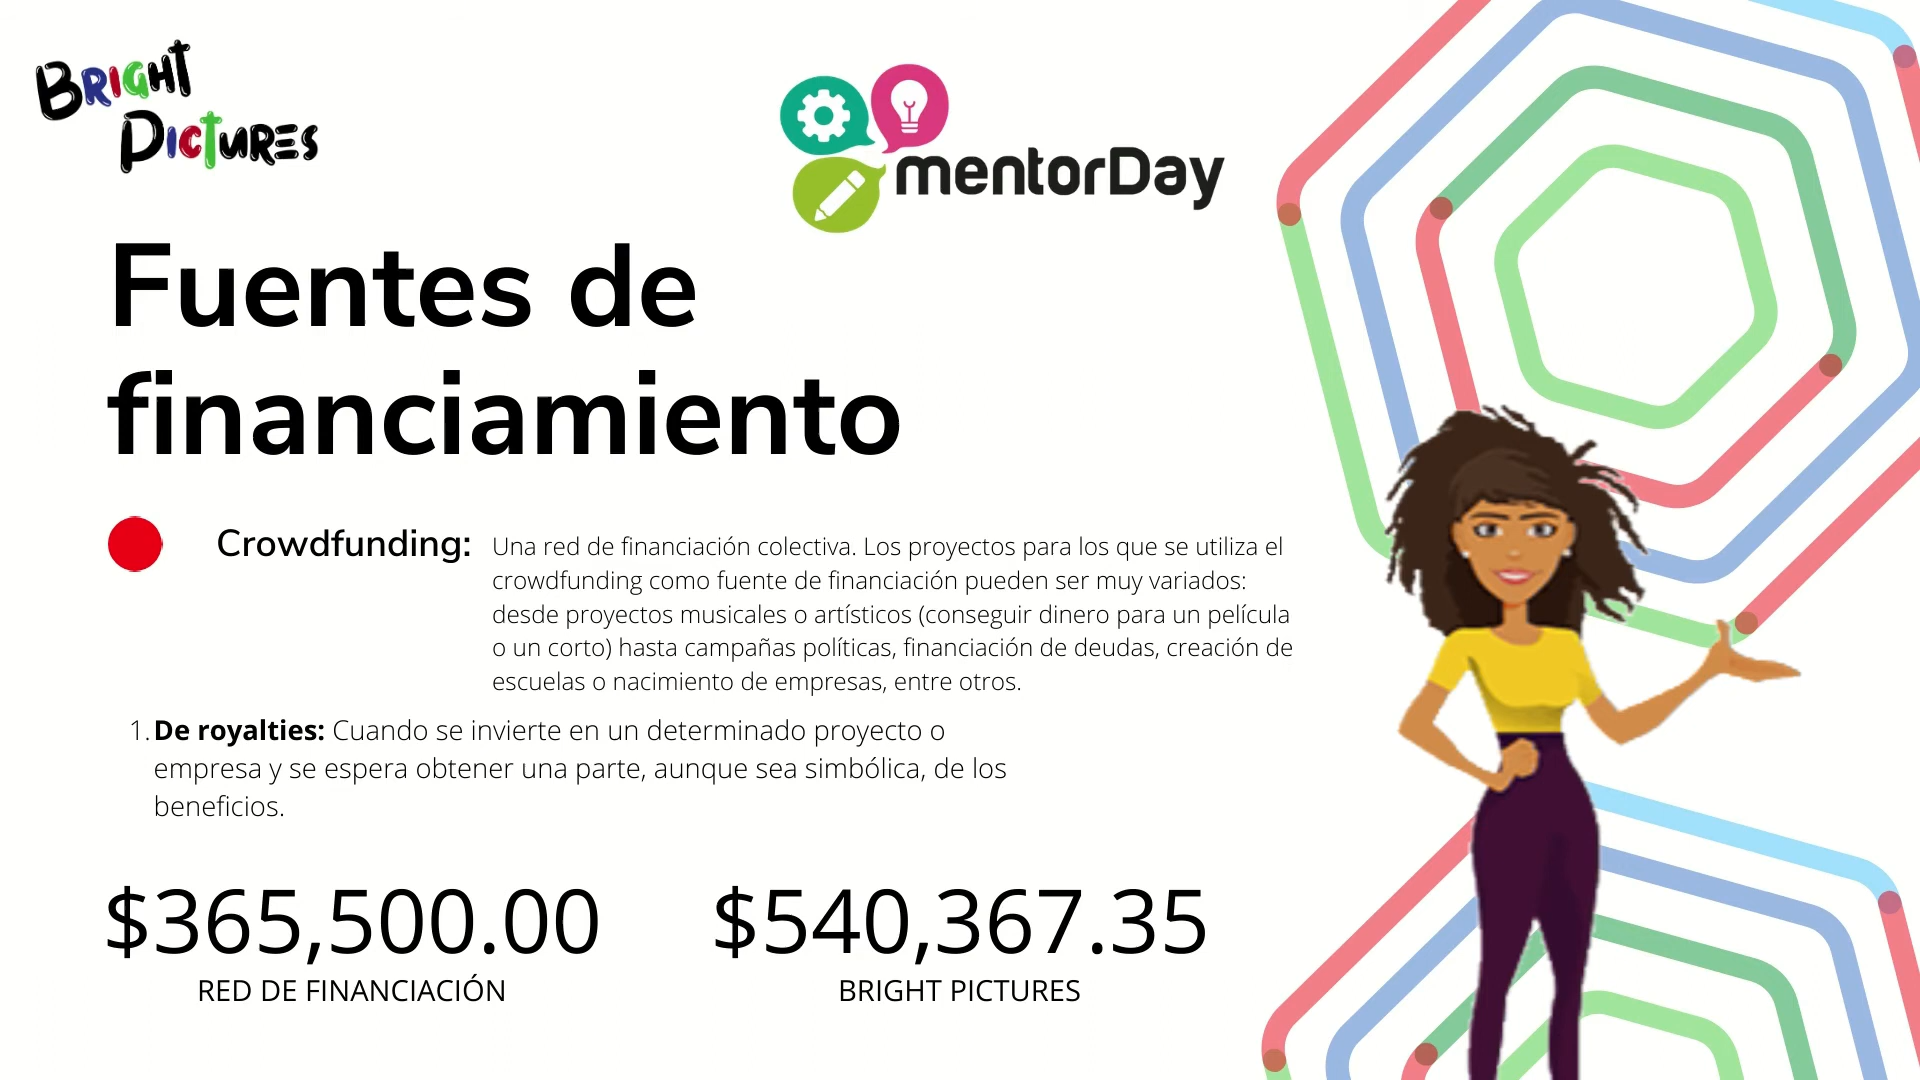 BRIGHT
PICTURES
mentorDay
Fuentes de
financiamiento
Crowdfunding:
Una red de financiación colectiva. Los proyectos para los que se utiliza el
crowdfunding como fuente de financiación pueden ser muy variados:
desde proyectos musicales o artísticos (conseguir dinero para un película
o un corto) hasta campañas políticas, financiación de deudas, creación de
escuelas o nacimiento de empresas, entre otros.
1. De royalties: Cuando se invierte en un determinado proyecto o
empresa y se espera obtener una parte, aunque sea simbólica, de los
beneficios.
$365,500.00
RED DE FINANCIACIÓN
$540,367.35
BRIGHT PICTURES